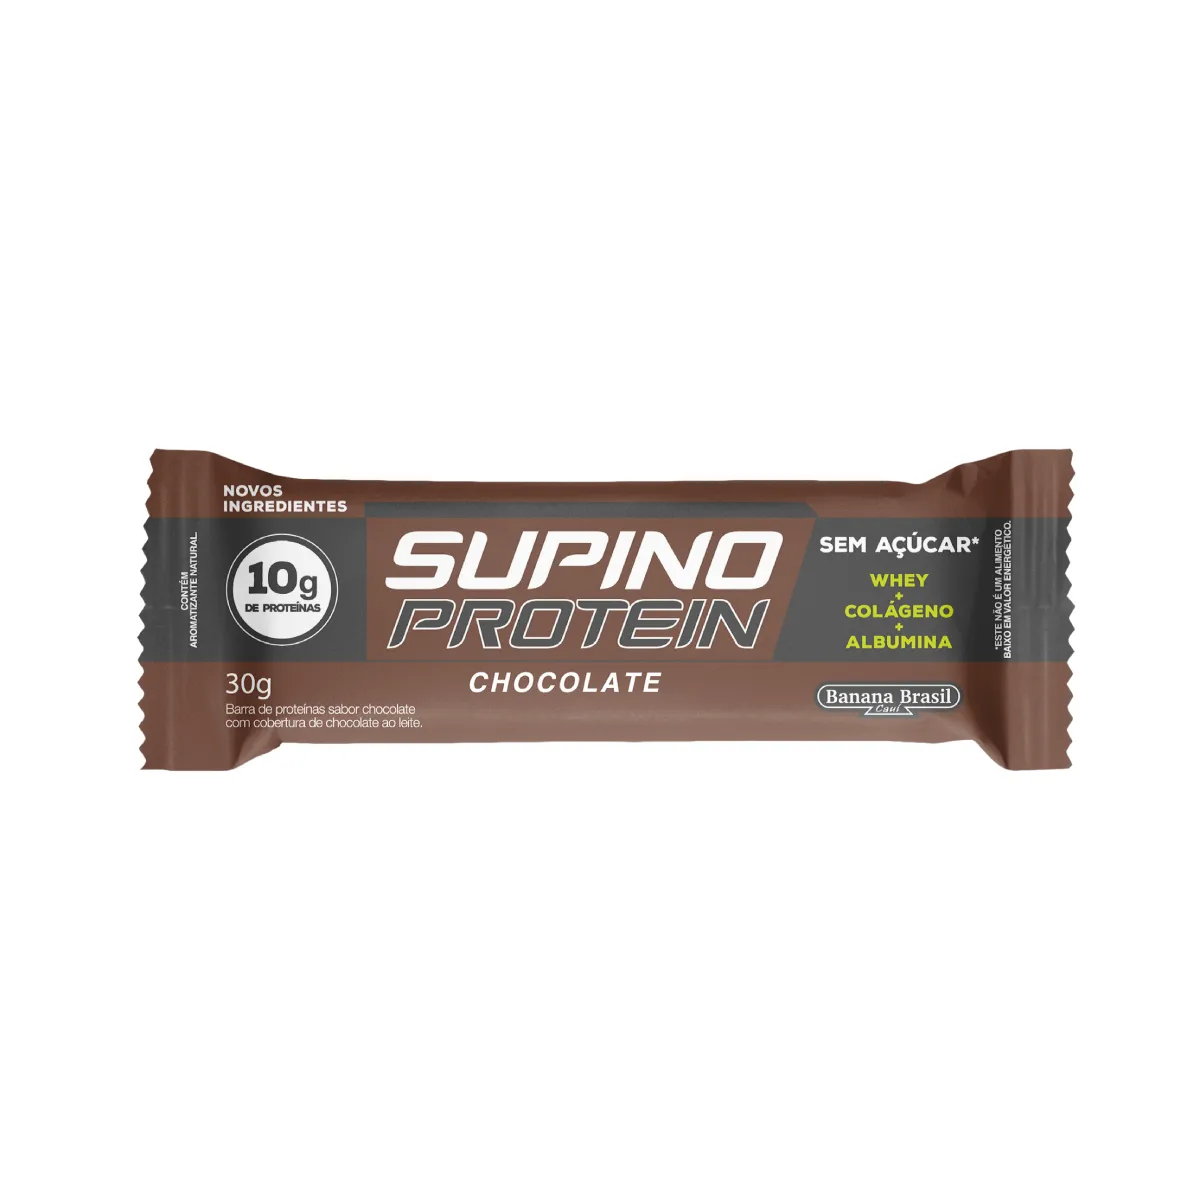 NOVOS
INGREDIENTES
10g
DE PROTEÍNAS
CONTÉM
AROMATIZANTE NATURAL
30g
Barra de proteínas sabor chocolate
com cobertura de chocolate ao leite.
SUPINO
PROTEIN
CHOCOLATE
SEM AÇÚCAR*
WHEY
+
COLÁGENO
+
ALBUMINA
Banana Brasil
Cauí
*ESTE NÃO É UM ALIMENTO
BAIXO EM VALOR ENERGÉTICO.